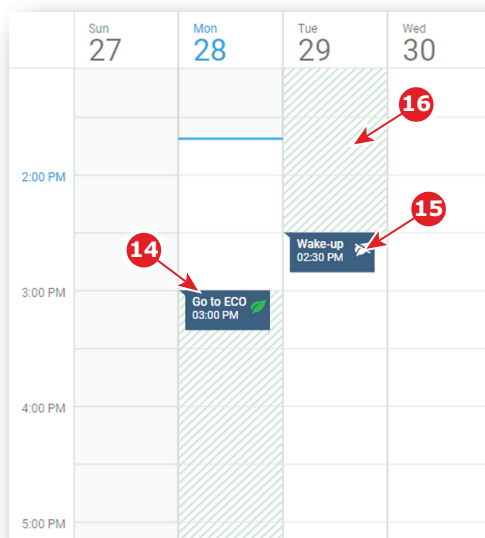 Sun
27
Mon
28
Tue
29
Wed
30
16
2:00 PM
15
Wake-up
02:30 PM
14
3:00 PM
Go to ECO
03:00 PM
4:00 PM
5:00 PM